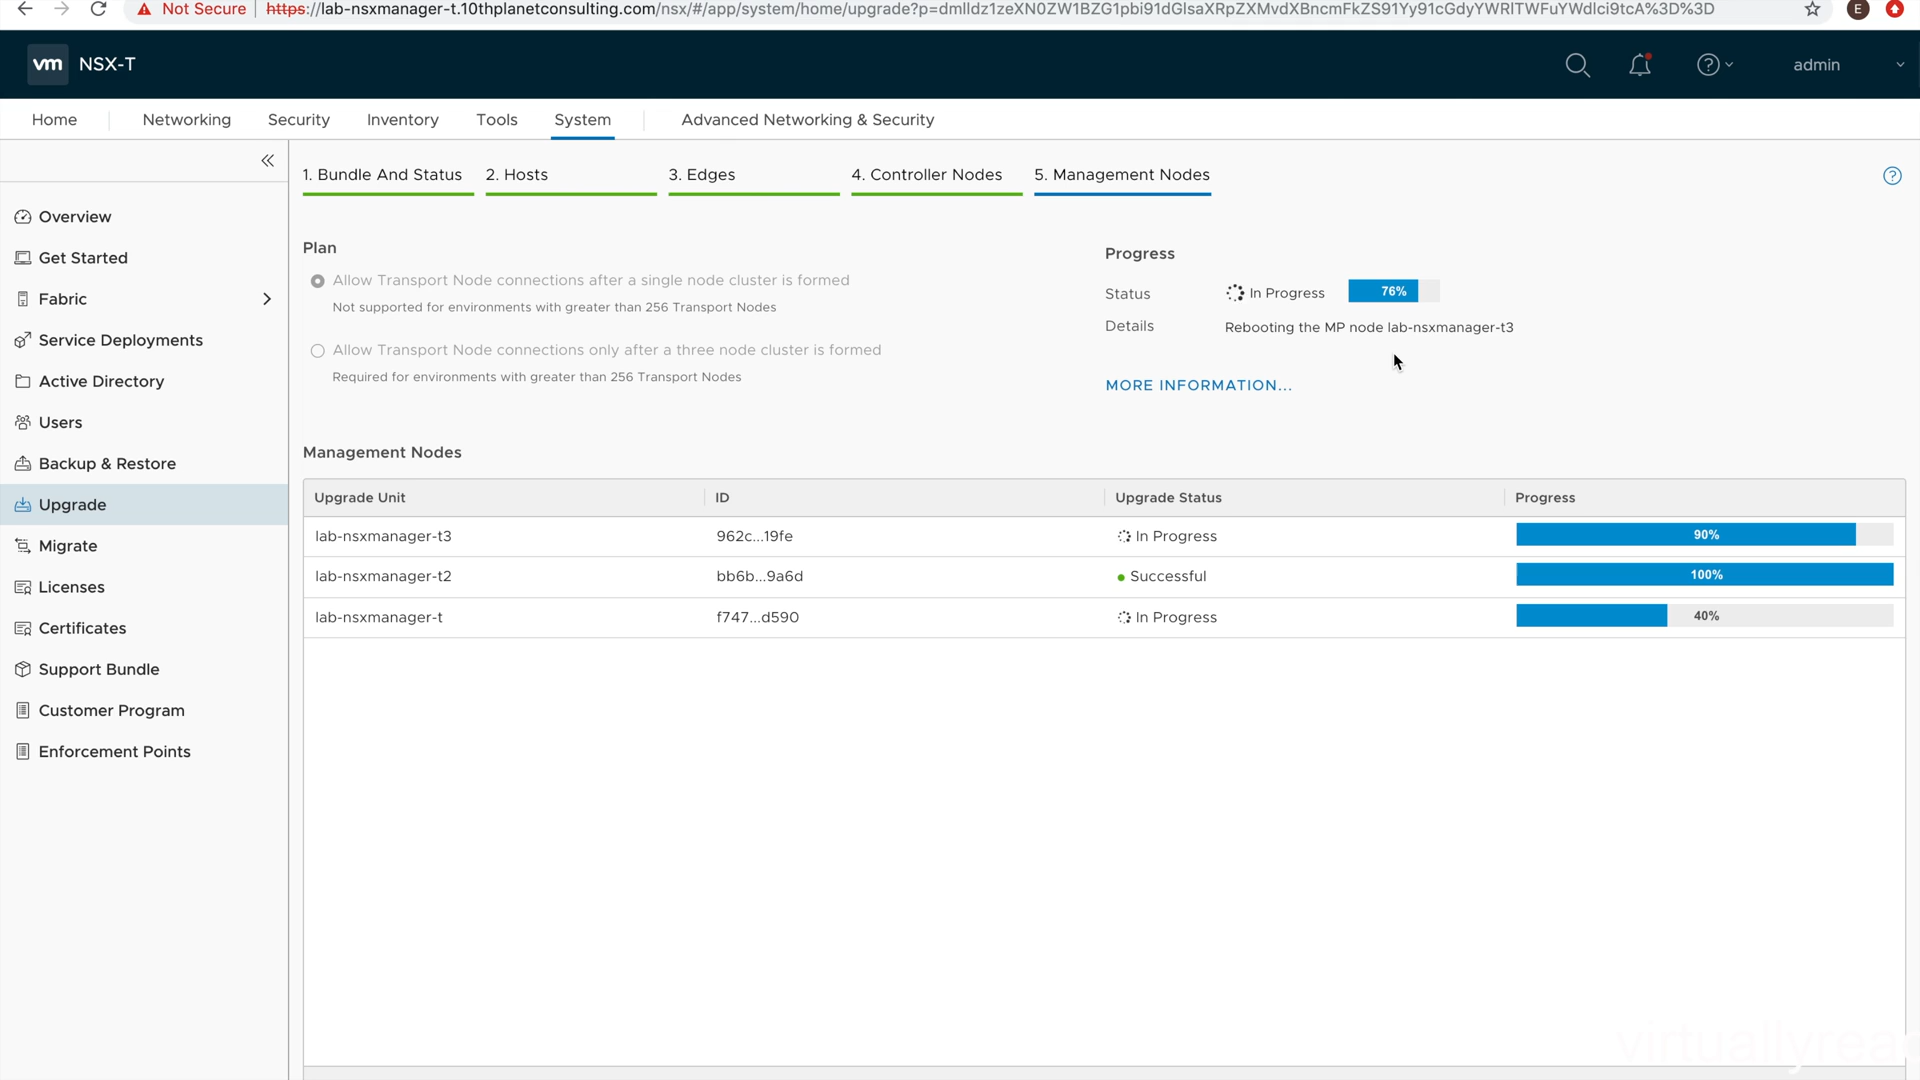 Not Secure https://lab-nsxmanager-t.10thplanetconsulting.com/nsx/#/app/system/home/upgrade?p=dmlldz1zeXN0ZW1BZG1pbi91dGlsaXRpZXMvdXBncmFkZS91Yy91cGdyYWRlTWFuYWdlci9tcA%3D%3D E
vm NSX-T admin
Home Networking Security Inventory Tools System Advanced Networking & Security
1. Bundle And Status 2. Hosts 3. Edges 4. Controller Nodes 5. Management Nodes
Overview
Get Started
Fabric
Service Deployments
Active Directory
Users
Backup & Restore
Upgrade
Migrate
Licenses
Certificates
Support Bundle
Customer Program
Enforcement Points
Plan
Allow Transport Node connections after a single node cluster is formed
Not supported for environments with greater than 256 Transport Nodes
Allow Transport Node connections only after a three node cluster is formed
Required for environments with greater than 256 Transport Nodes
Progress
Status In Progress 76%
Details Rebooting the MP node lab-nsxmanager-t3
MORE INFORMATION...
Management Nodes
Upgrade Unit ID Upgrade Status Progress
lab-nsxmanager-t3 962c...19fe In Progress 90%
lab-nsxmanager-t2 bb6b...9a6d Successful 100%
lab-nsxmanager-t f747...d590 In Progress 40%